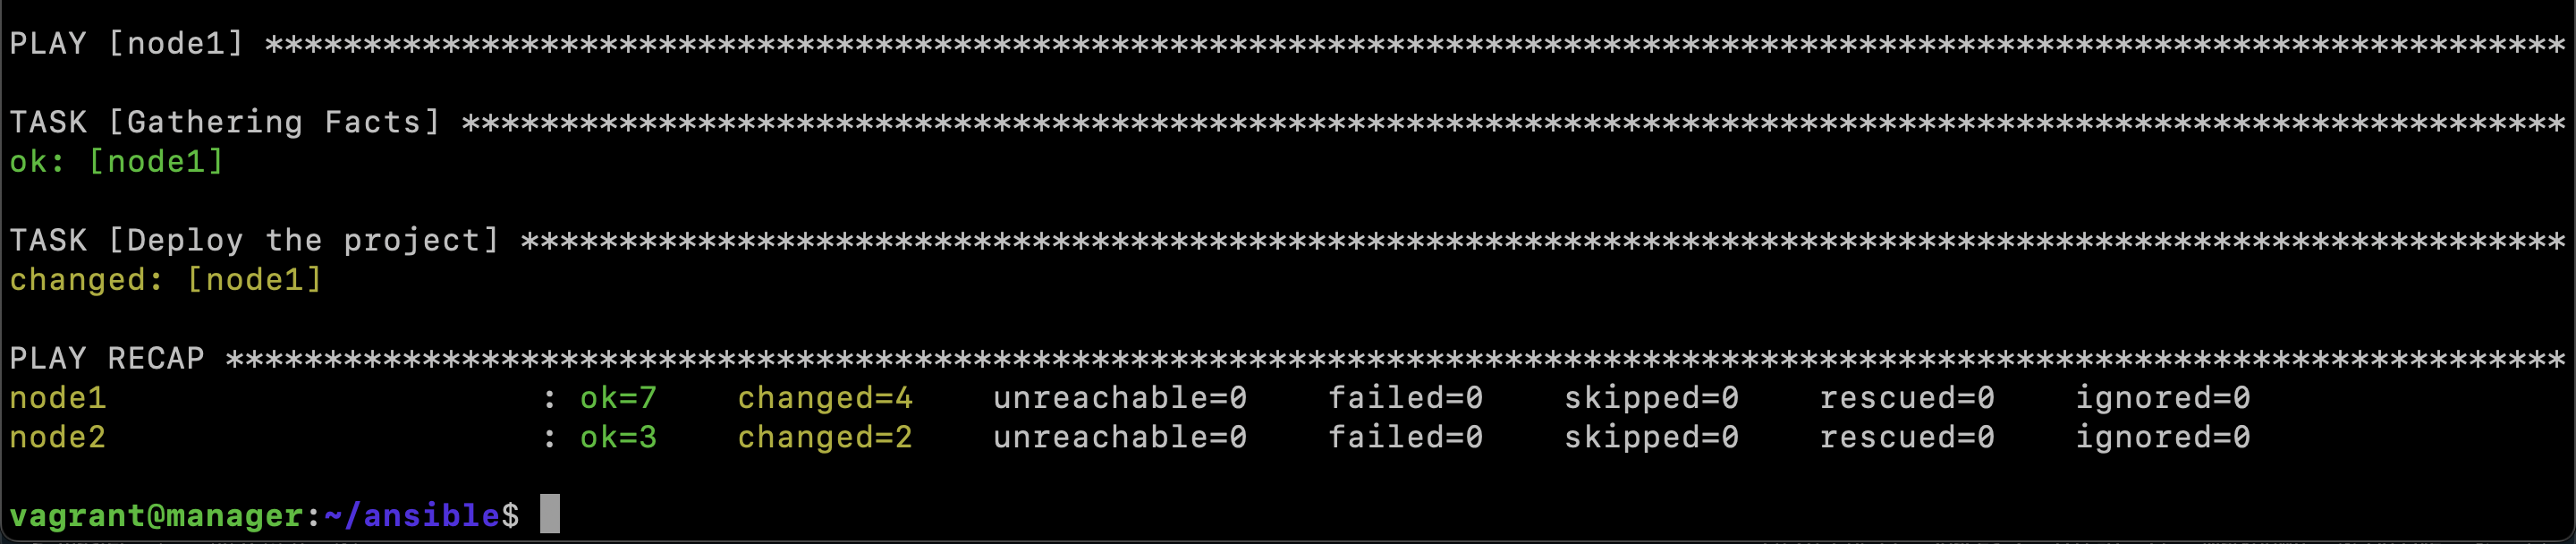 PLAY [node1] *********************************************************************************************************************
TASK [Gathering Facts] ***********************************************************************************************************
ok: [node1]
TASK [Deploy the project] ********************************************************************************************************
changed: [node1]
PLAY RECAP ***********************************************************************************************************************
node1                      : ok=7    changed=4    unreachable=0    failed=0    skipped=0    rescued=0    ignored=0
node2                      : ok=3    changed=2    unreachable=0    failed=0    skipped=0    rescued=0    ignored=0
vagrant@manager:~/ansible$